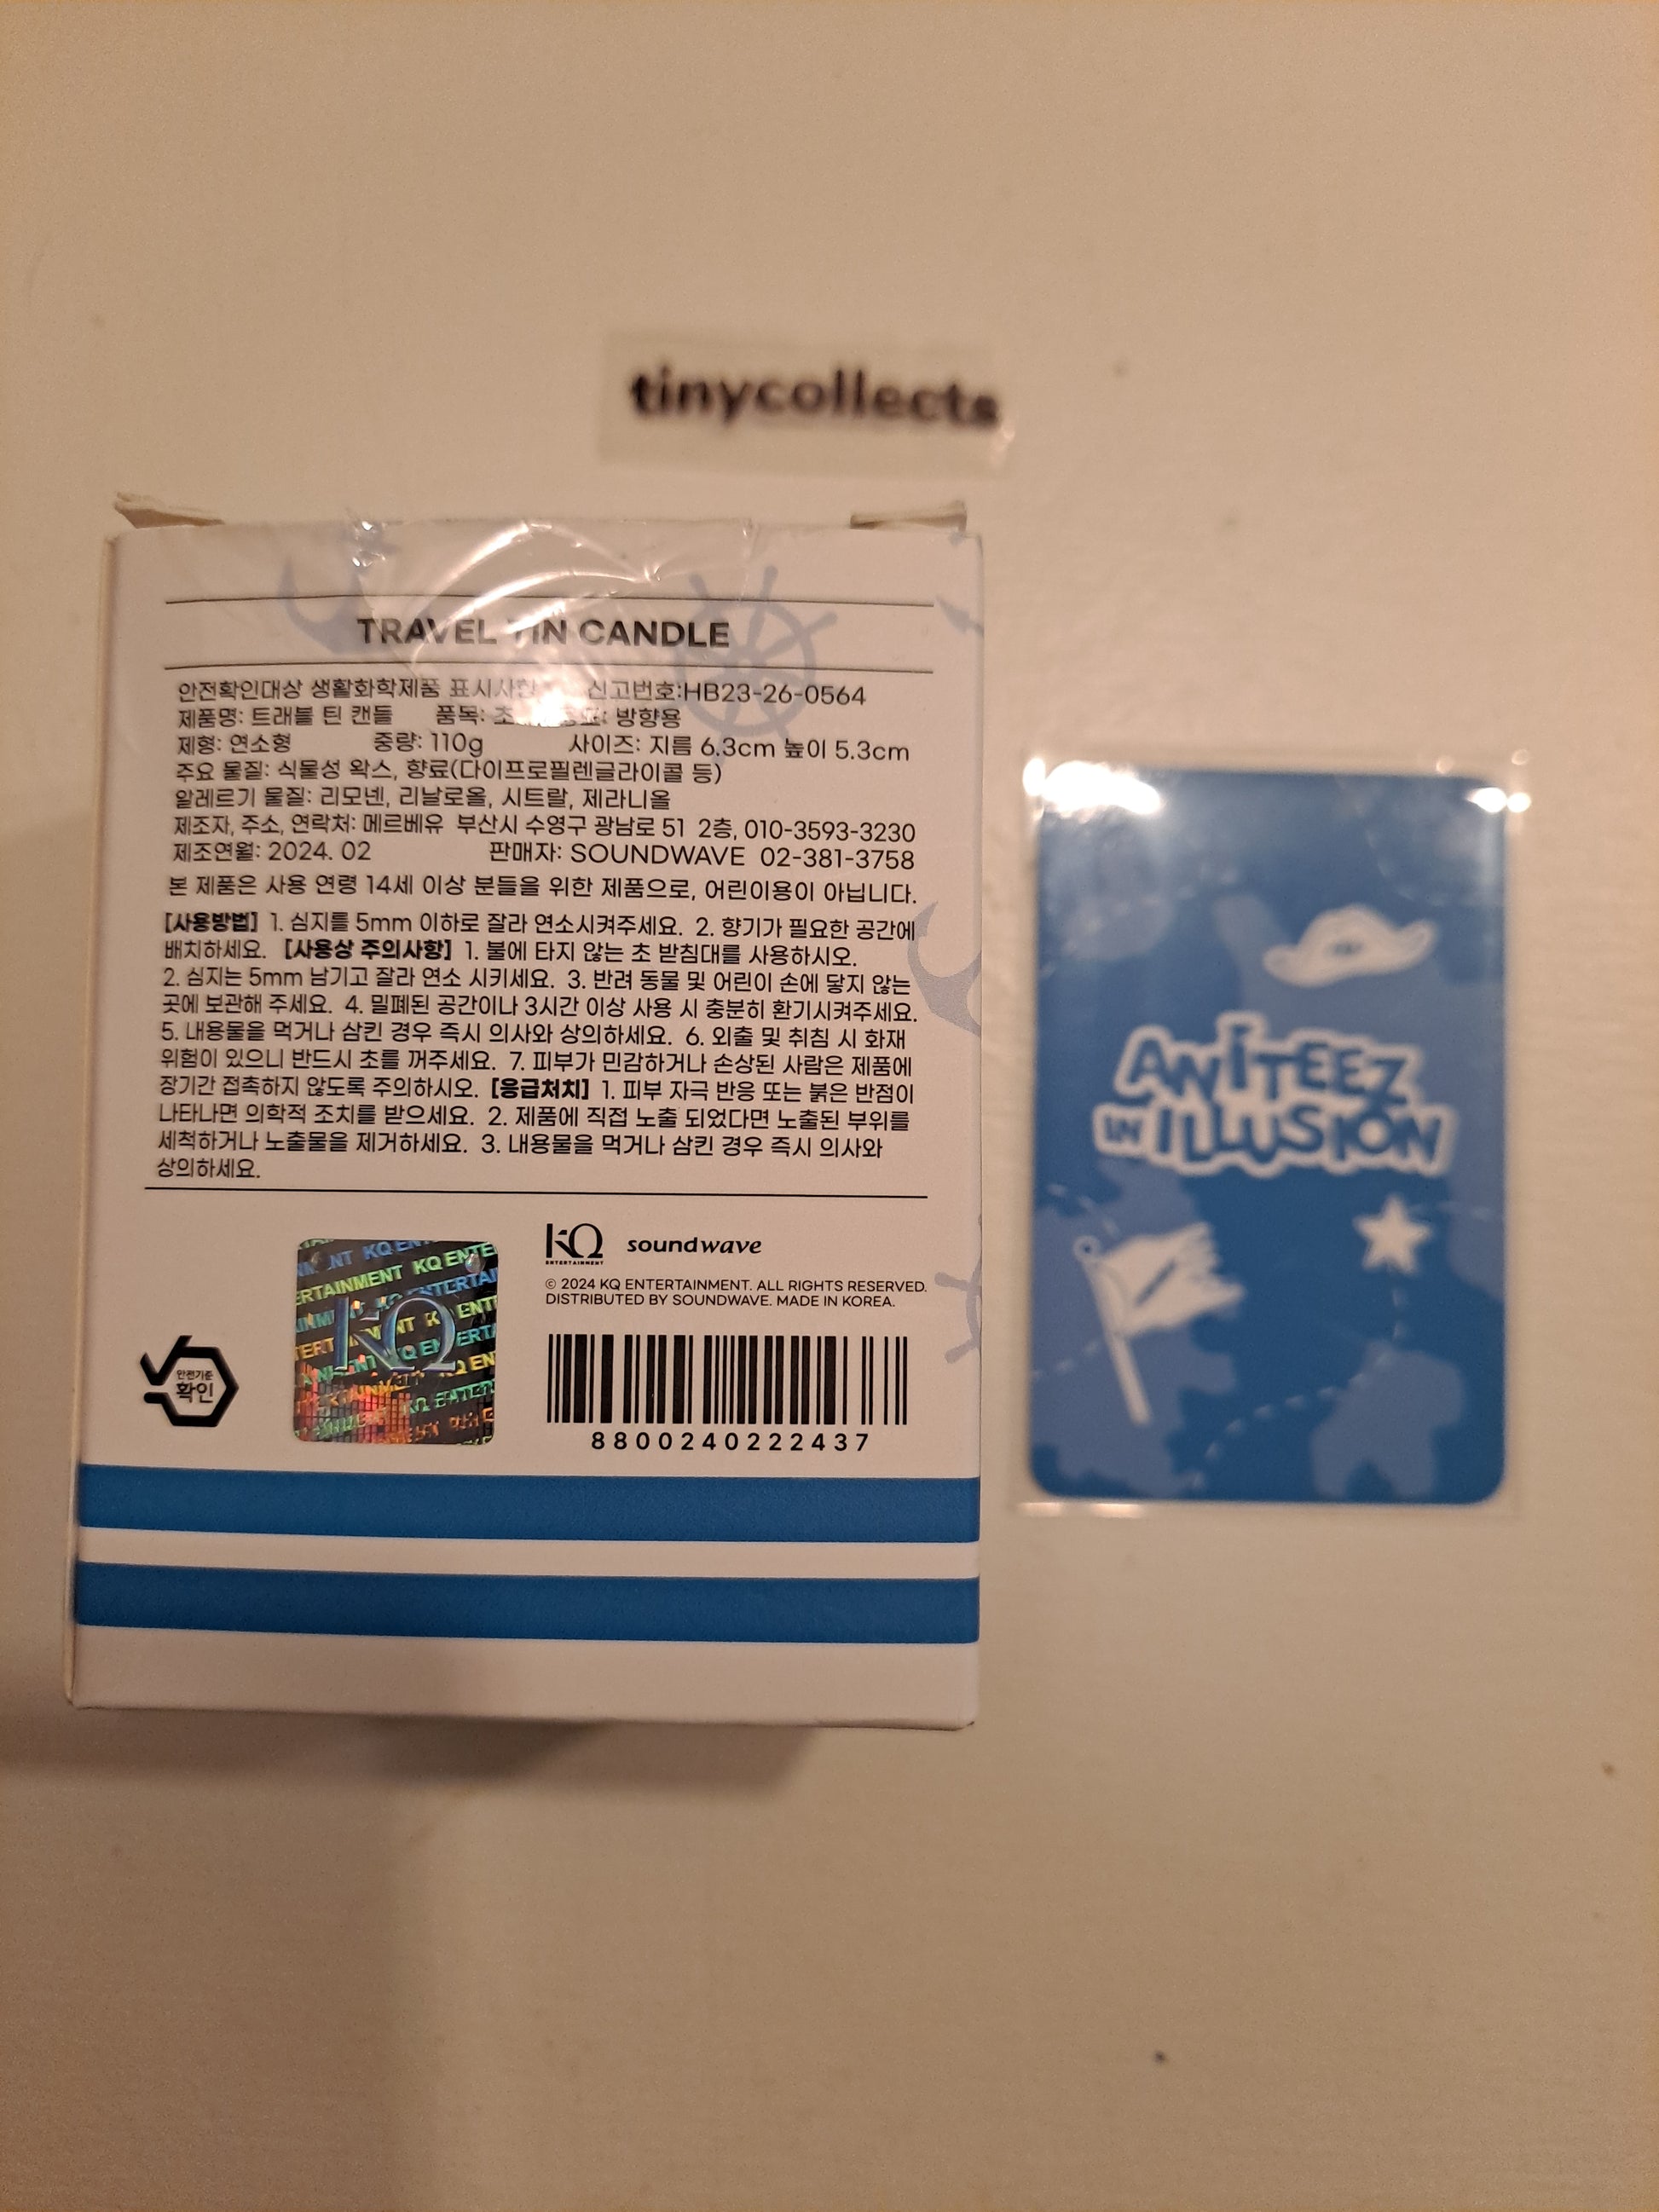 tinycollects
TRAVEL TIN CANDLE
안전확인대상 생활화학제품 표시사항 신고번호:HB23-26-0564
제품명: 트래블 틴 캔들 품목: 초 방향용
제형: 연소형 중량: 110g 사이즈: 지름 6.3cm 높이 5.3cm
주요 물질: 식물성 왁스, 향료(다이프로필렌글라이콜 등)
알레르기 물질: 리모넨, 리날로올, 시트랄, 제라니올
제조자, 주소, 연락처: 메르베유 부산시 수영구 광남로 51 2층, 010-3593-3230
제조연월: 2024. 02 판매자: SOUNDWAVE 02-381-3758
본 제품은 사용 연령 14세 이상 분들을 위한 제품으로, 어린이용이 아닙니다.
[사용방법] 1. 심지를 5mm 이하로 잘라 연소시켜주세요. 2. 향기가 필요한 공간에
배치하세요. [사용상 주의사항] 1. 불에 타지 않는 초 받침대를 사용하시오.
2. 심지는 5mm 남기고 잘라 연소 시키세요. 3. 반려 동물 및 어린이 손에 닿지 않는
곳에 보관해 주세요. 4. 밀폐된 공간이나 3시간 이상 사용 시 충분히 환기시켜주세요.
5. 내용물을 먹거나 삼킨 경우 즉시 의사와 상의하세요. 6. 외출 및 취침 시 화재
위험이 있으니 반드시 초를 꺼주세요. 7. 피부가 민감하거나 손상된 사람은 제품에
장기간 접촉하지 않도록 주의하시오. [응급처치] 1. 피부 자극 반응 또는 붉은 반점이
나타나면 의학적 조치를 받으세요. 2. 제품에 직접 노출 되었다면 노출된 부위를
세척하거나 노출물을 제거하세요. 3. 내용물을 먹거나 삼킨 경우 즉시 의사와
상의하세요.
KQ ENTERTAINMENT soundwave
© 2024 KQ ENTERTAINMENT. ALL RIGHTS RESERVED.
DISTRIBUTED BY SOUNDWAVE. MADE IN KOREA.
안전기준
확인
KQ ENTERTAINMENT
KQ
8800240222437
ANITEEZ
IN ILLUSION